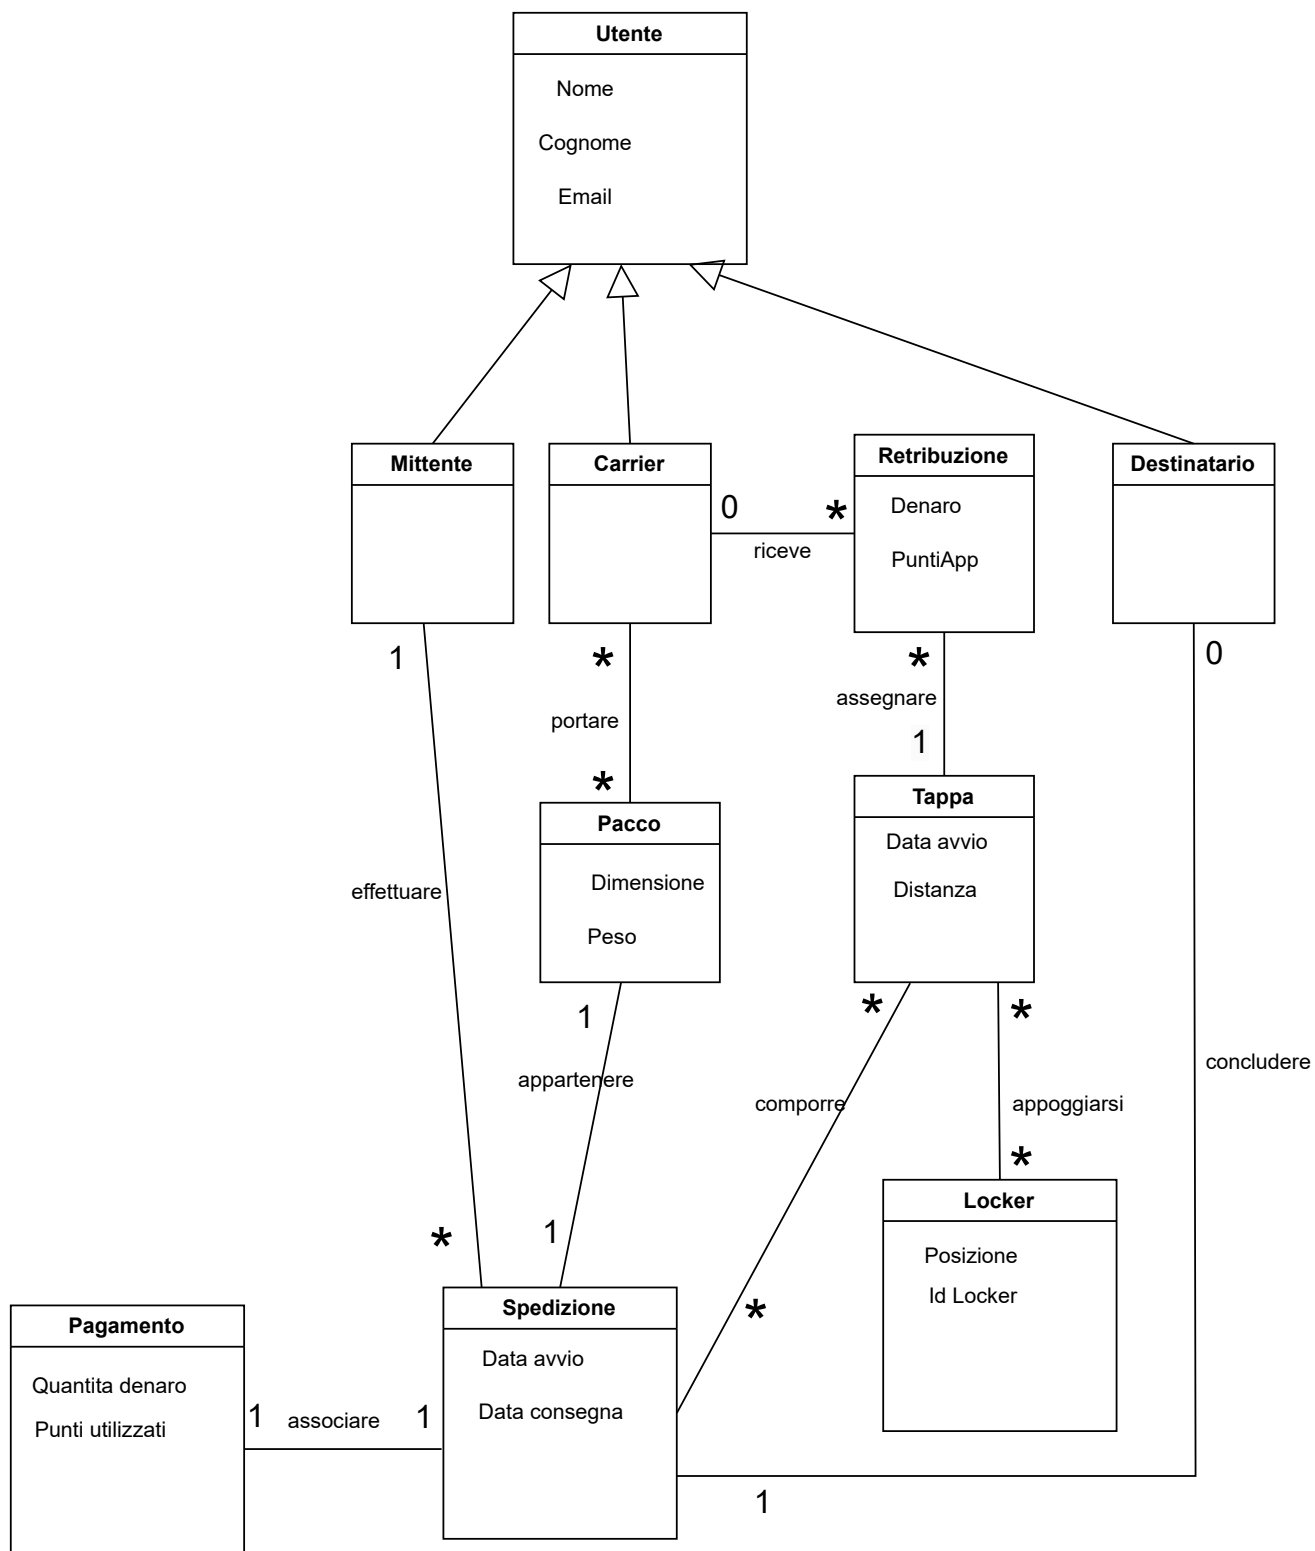 Utente
Nome
Cognome
Email
Mittente
Carrier
Retribuzione
Denaro
PuntiApp
Destinatario
0
*
riceve
1
*
portare
*
*
assegnare
1
0
Pacco
Dimensione
Peso
Tappa
Data avvio
Distanza
effettuare
1
appartenere
1
*
comporre
*
*
appoggiarsi
*
concludere
Locker
Posizione
Id Locker
*
Spedizione
Data avvio
Data consegna
Pagamento
Quantita denaro
Punti utilizzati
1
associare
1
1